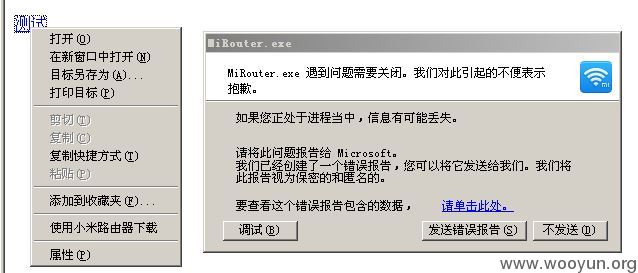 测试
打开(O)
在新窗口中打开(N)
目标另存为(A)...
打印目标(P)
剪切(T)
复制(C)
复制快捷方式(T)
粘贴(P)
添加到收藏夹(F)...
使用小米路由器下载
属性(P)
MiRouter.exe
MiRouter.exe 遇到问题需要关闭。我们对此引起的不便表示
抱歉。
mi
如果您正处于进程当中，信息有可能丢失。
请将此问题报告给 Microsoft。
我们已经创建了一个错误报告，您可以将它发送给我们。我们将
此报告视为保密的和匿名的。
要查看这个错误报告包含的数据，请单击此处。
调试(B)
发送错误报告(S)
不发送(D)
www.wooyun.org